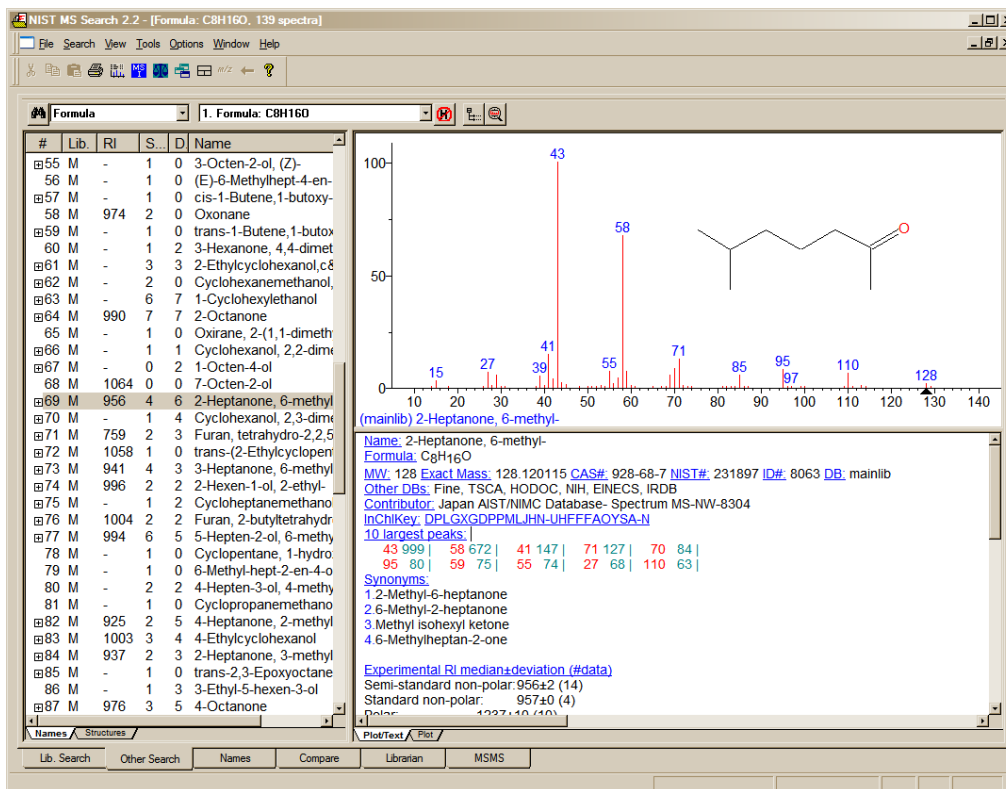 NIST MS Search 2.2 - [Formula: C8H16O, 139 spectra]
File Search View Tools Options Window Help
Formula 1. Formula: C8H16O
# Lib. RI S... D Name
55 M - 1 0 3-Octen-2-ol, (Z)-
56 M - 1 0 (E)-6-Methylhept-4-en-
57 M - 1 0 cis-1-Butene,1-butoxy-
58 M 974 2 0 Oxonane
59 M - 1 0 trans-1-Butene,1-butox
60 M - 1 2 3-Hexanone, 4,4-dimet
61 M - 3 3 2-Ethylcyclohexanol,c&
62 M - 2 0 Cyclohexanemethanol,
63 M - 6 7 1-Cyclohexylethanol
64 M 990 7 7 2-Octanone
65 M - 1 0 Oxirane, 2-(1,1-dimeth
66 M - 1 1 Cyclohexanol, 2,2-dime
67 M - 0 2 1-Octen-4-ol
68 M 1064 0 0 7-Octen-2-ol
69 M 956 4 6 2-Heptanone, 6-methyl
70 M - 1 4 Cyclohexanol, 2,3-dime
71 M 759 2 3 Furan, tetrahydro-2,2,5
72 M 1058 1 0 trans-(2-Ethylcyclopent
73 M 941 4 3 3-Heptanone, 6-methyl
74 M 996 2 2 2-Hexen-1-ol, 2-ethyl-
75 M - 1 2 Cycloheptanemethano
76 M 1004 2 2 Furan, 2-butyltetrahydr
77 M 994 6 5 5-Hepten-2-ol, 6-methy
78 M - 1 0 Cyclopentane, 1-hydro
79 M - 1 0 6-Methyl-hept-2-en-4-o
80 M - 2 2 4-Hepten-3-ol, 4-methy
81 M - 1 0 Cyclopropanemethano
82 M 925 2 5 4-Heptanone, 2-methyl
83 M 1003 3 4 4-Ethylcyclohexanol
84 M 937 2 3 2-Heptanone, 3-methyl
85 M - 1 0 trans-2,3-Epoxyoctane
86 M - 1 3 3-Ethyl-5-hexen-3-ol
87 M 976 3 5 4-Octanone
Names Structures
100
50
0
43
58
O
41
71
15 27 39 55 85 95 97 110 128
10 20 30 40 50 60 70 80 90 100 110 120 130 140
(mainlib) 2-Heptanone, 6-methyl-
Name: 2-Heptanone, 6-methyl-
Formula: C8H16O
MW: 128 Exact Mass: 128.120115 CAS#: 928-68-7 NIST#: 231897 ID#: 8063 DB: mainlib
Other DBs: Fine, TSCA, HODOC, NIH, EINECS, IRDB
Contributor: Japan AIST/NIMC Database- Spectrum MS-NW-8304
InChIKey: DPLGXGDPPMLJHN-UHFFFAOYSA-N
10 largest peaks:
43 999 | 58 672 | 41 147 | 71 127 | 70 84 |
95 80 | 59 75 | 55 74 | 27 68 | 110 63 |
Synonyms:
1.2-Methyl-6-heptanone
2.6-Methyl-2-heptanone
3.Methyl isohexyl ketone
4.6-Methylheptan-2-one
Experimental RI median±deviation (#data)
Semi-standard non-polar: 956±2 (14)
Standard non-polar: 957±0 (4)
Polar: 1237±10 (10)
Plot/Text Plot
Lib. Search Other Search Names Compare Librarian MSMS